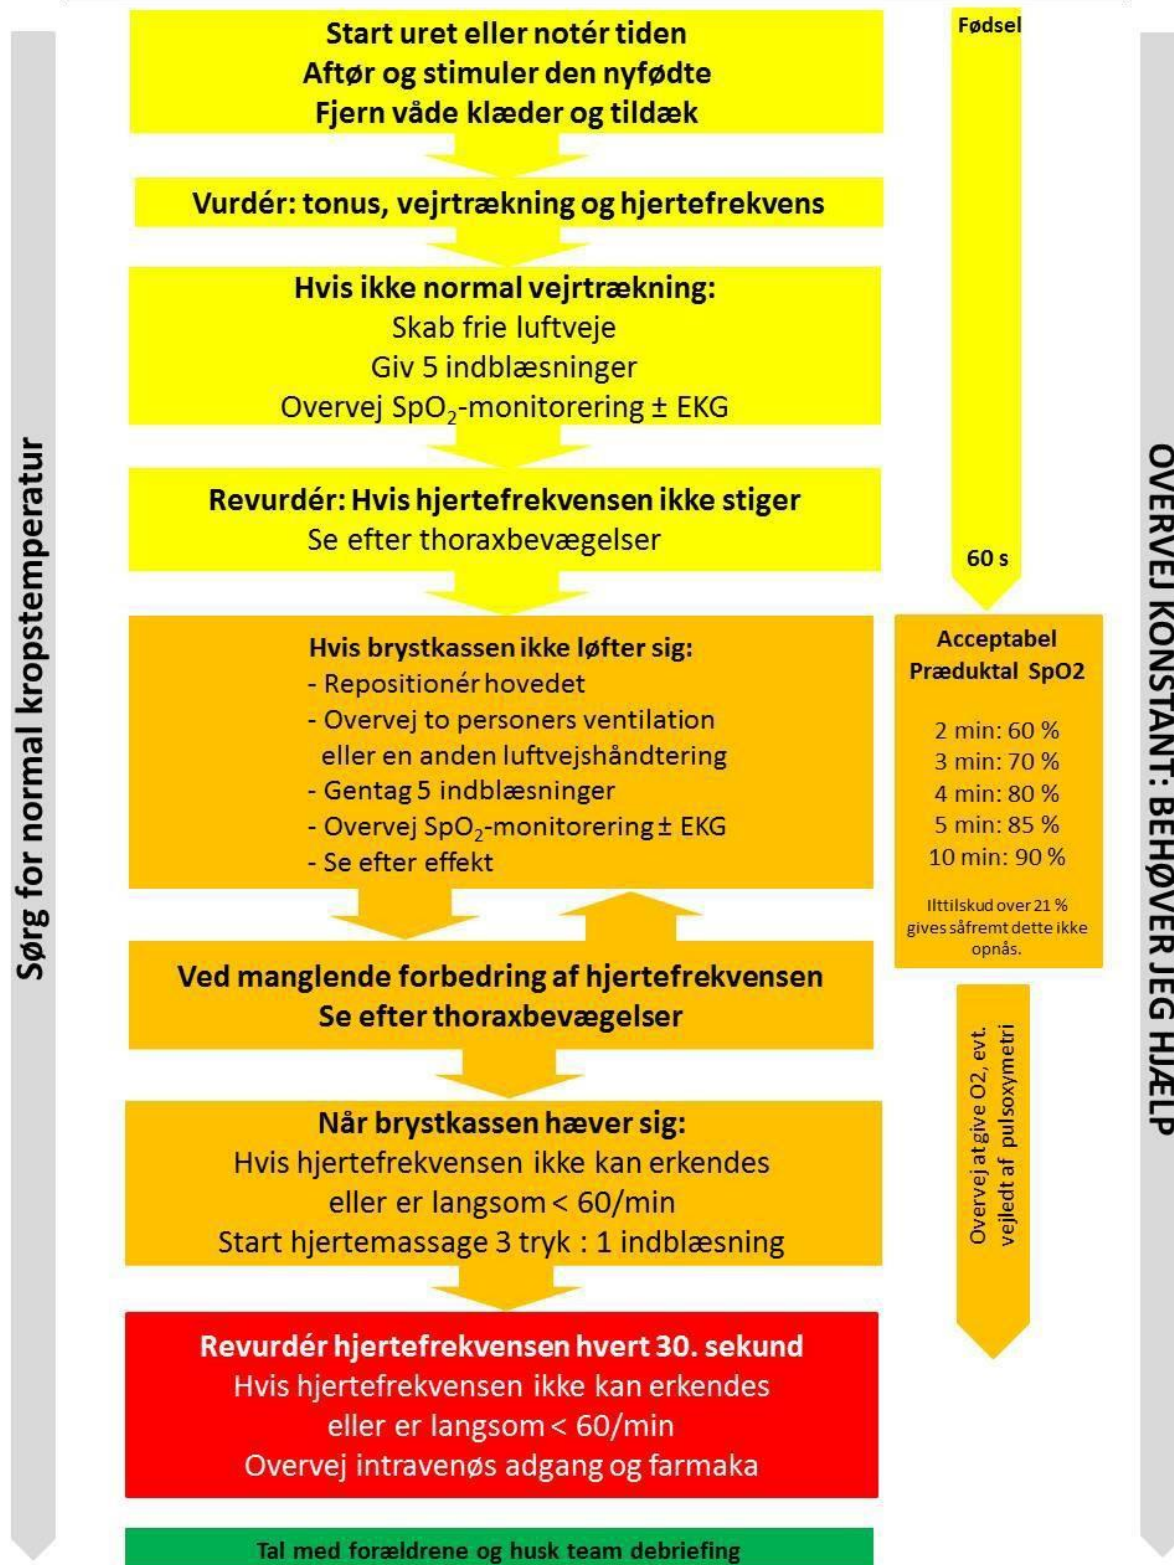 Start uret eller notér tiden
Aftør og stimuler den nyfødte
Fjern våde klæder og tildæk
Vurdér: tonus, vejrtrækning og hjertefrekvens
Hvis ikke normal vejrtrækning:
Skab frie luftveje
Giv 5 indblæsninger
Overvej SpO₂-monitorering ± EKG
Revurdér: Hvis hjertefrekvensen ikke stiger
Se efter thoraxbevægelser
Hvis brystkassen ikke løfter sig:
- Repositionér hovedet
- Overvej to personers ventilation
eller en anden luftvejshåndtering
- Gentag 5 indblæsninger
- Overvej SpO₂-monitorering ± EKG
- Se efter effekt
Ved manglende forbedring af hjertefrekvensen
Se efter thoraxbevægelser
Når brystkassen hæver sig:
Hvis hjertefrekvensen ikke kan erkendes
eller er langsom < 60/min
Start hjertemassage 3 tryk : 1 indblæsning
Revurdér hjertefrekvensen hvert 30. sekund
Hvis hjertefrekvensen ikke kan erkendes
eller er langsom < 60/min
Overvej intravenøs adgang og farmaka
Tal med forældrene og husk team debriefing
Fødsel
60 s
Acceptabel
Præduktal SpO2
2 min: 60 %
3 min: 70 %
4 min: 80 %
5 min: 85 %
10 min: 90 %
Ilttilskud over 21 %
gives såfremt dette ikke
opnås.
Overvej at give O2, evt.
vejledt af pulsoxymetri
Sørg for normal kropstemperatur
OVERVEJ KONSTANT: BEHØVER JEG HJÆLP